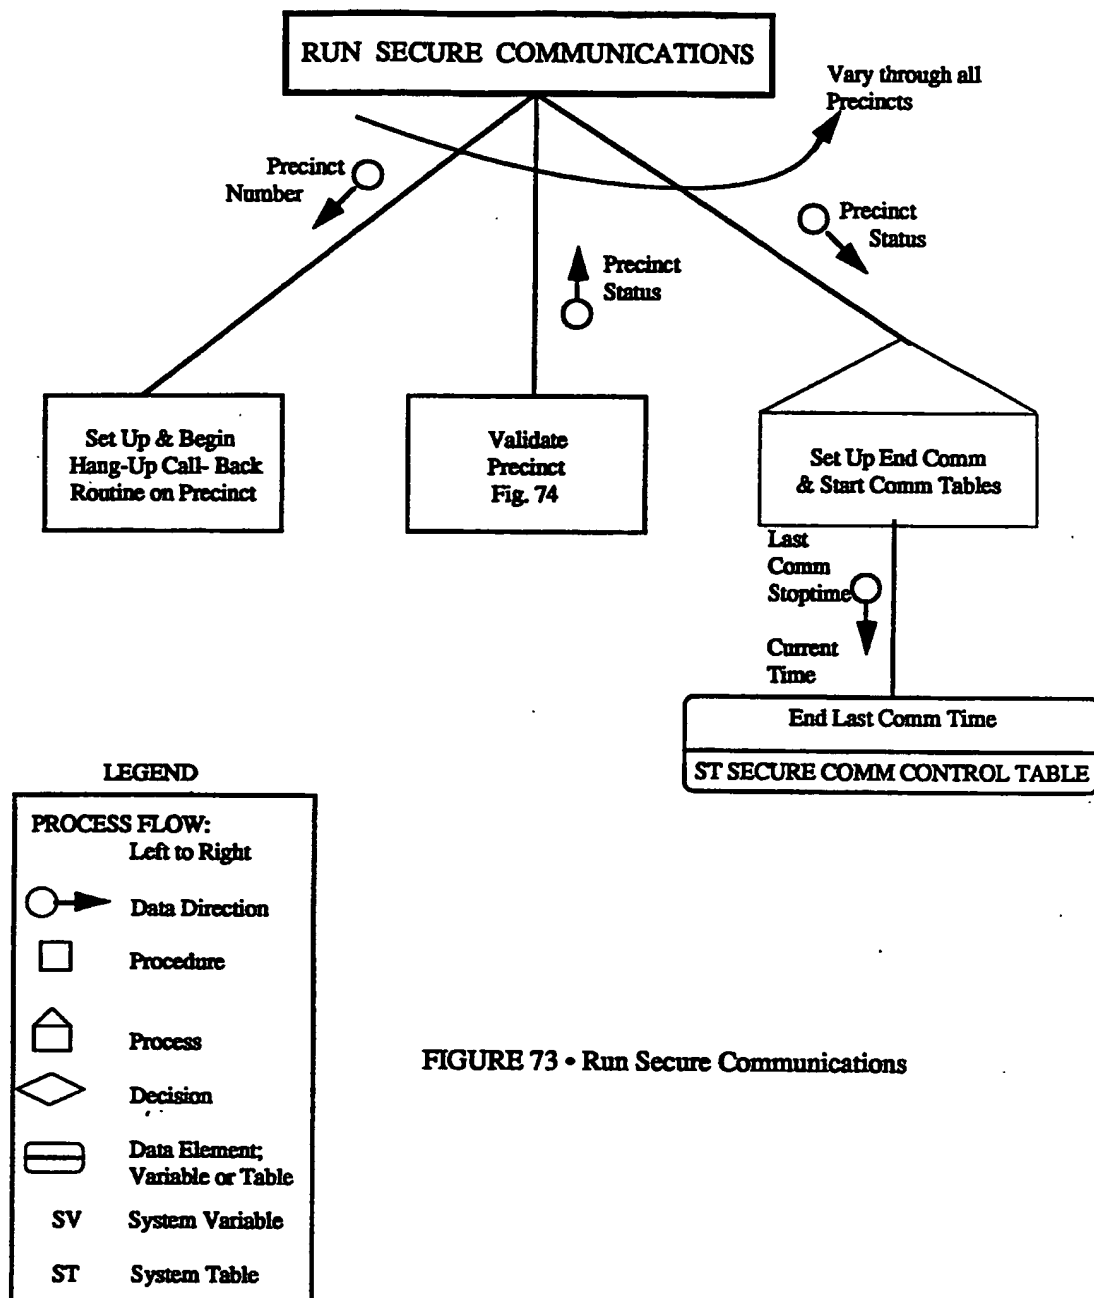 RUN SECURE COMMUNICATIONS
Vary through all
Precincts
Precinct
Number
Precinct
Status
Precinct
Status
Set Up & Begin
Hang-Up Call- Back
Routine on Precinct
Validate
Precinct
Fig. 74
Set Up End Comm
& Start Comm Tables
Last
Comm
Stoptime
Current
Time
End Last Comm Time
ST SECURE COMM CONTROL TABLE
LEGEND
PROCESS FLOW:
Left to Right
Data Direction
Procedure
Process
Decision
Data Element;
Variable or Table
SV System Variable
ST System Table
FIGURE 73 • Run Secure Communications